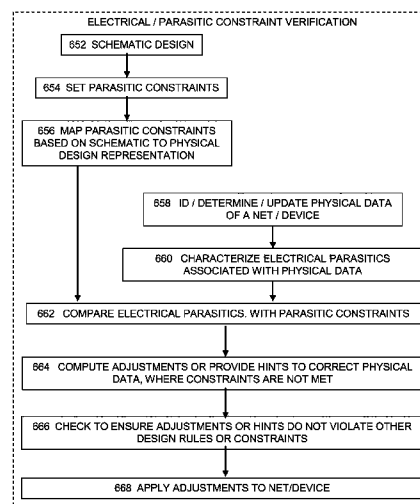 ELECTRICAL / PARASITIC CONSTRAINT VERIFICATION
652 SCHEMATIC DESIGN
654 SET PARASITIC CONSTRAINTS
656 MAP PARASITIC CONSTRAINTS
BASED ON SCHEMATIC TO PHYSICAL
DESIGN REPRESENTATION
658 ID / DETERMINE / UPDATE PHYSICAL DATA
OF A NET / DEVICE
660 CHARACTERIZE ELECTRICAL PARASITICS
ASSOCIATED WITH PHYSICAL DATA
662 COMPARE ELECTRICAL PARASITICS. WITH PARASITIC CONSTRAINTS
664 COMPUTE ADJUSTMENTS OR PROVIDE HINTS TO CORRECT PHYSICAL
DATA, WHERE CONSTRAINTS ARE NOT MET
666 CHECK TO ENSURE ADJUSTMENTS OR HINTS DO NOT VIOLATE OTHER
DESIGN RULES OR CONSTRAINTS
668 APPLY ADJUSTMENTS TO NET/DEVICE